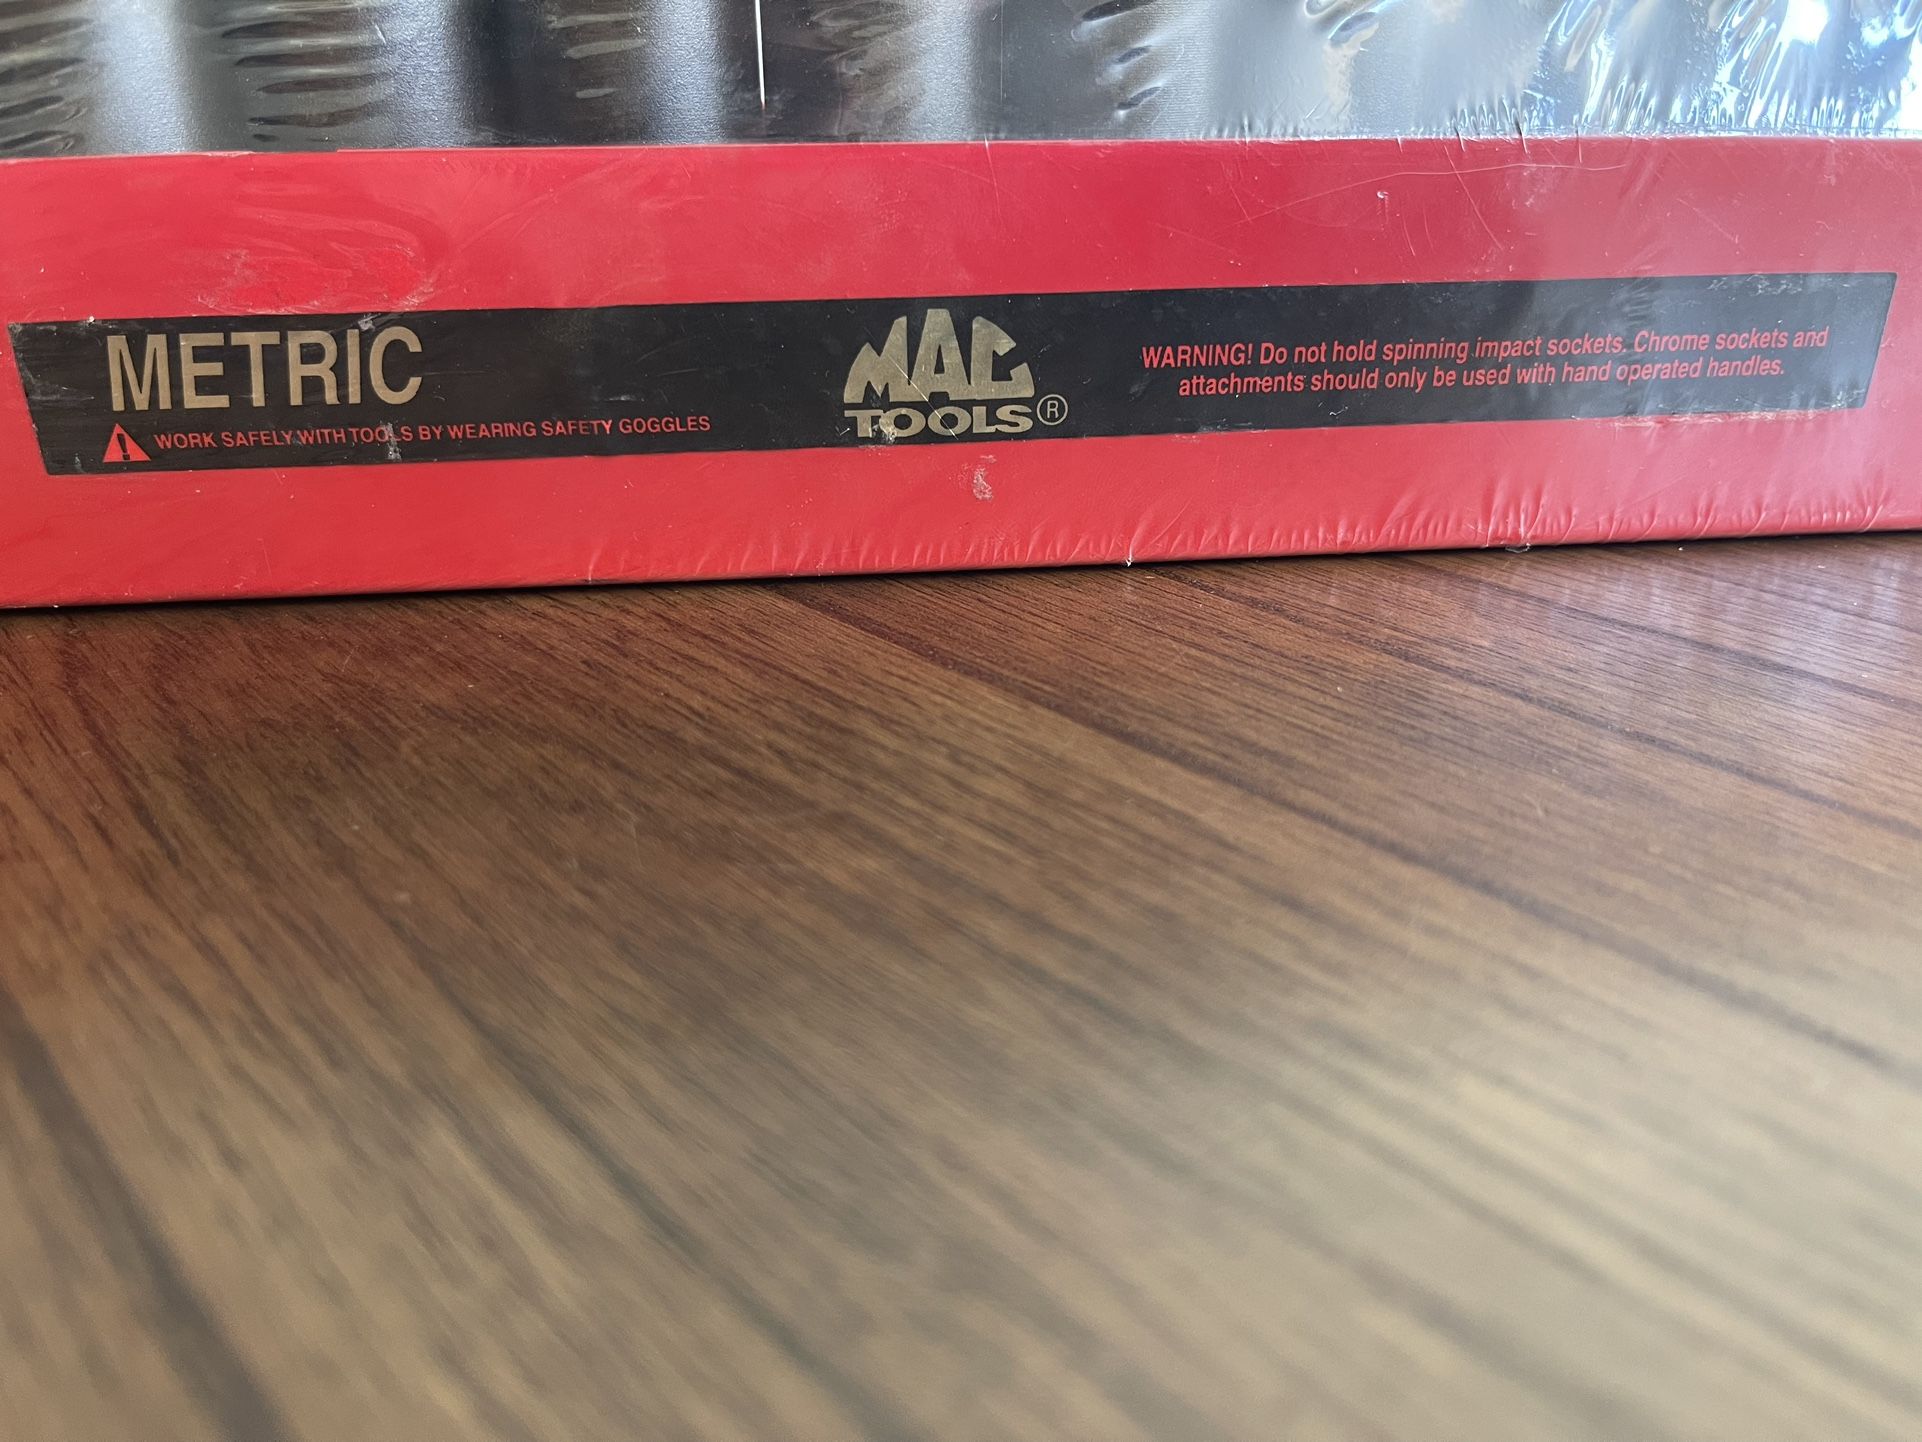 METRIC
WORK SAFELY WITH TOOLS BY WEARING SAFETY GOGGLES
MAC
TOOLS®
WARNING! Do not hold spinning impact sockets. Chrome sockets and
attachments should only be used with hand operated handles.